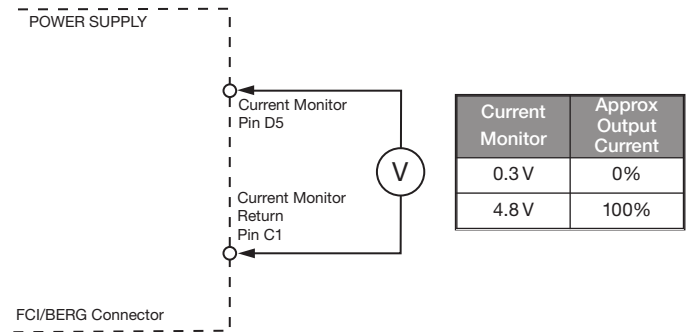 POWER SUPPLY
Current Monitor
Pin D5
V
Current Monitor
Return
Pin C1
FCI/BERG Connector
Current
Monitor
Approx
Output
Current
0.3 V
0%
4.8 V
100%